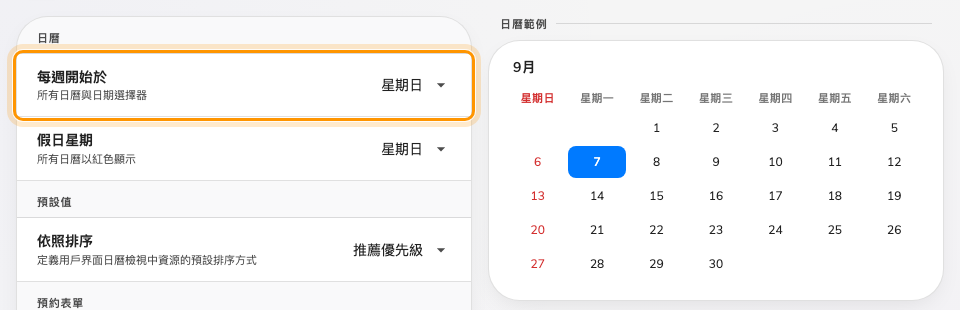 日曆
每週開始於
所有日曆與日期選擇器
星期日
假日星期
所有日曆以紅色顯示
星期日
預設值
依照排序
定義用戶界面日曆檢視中資源的預設排序方式
推薦優先級
預約表單
日曆範例
9月
星期日 星期一 星期二 星期三 星期四 星期五 星期六
1 2 3 4 5
6 7 8 9 10 11 12
13 14 15 16 17 18 19
20 21 22 23 24 25 26
27 28 29 30